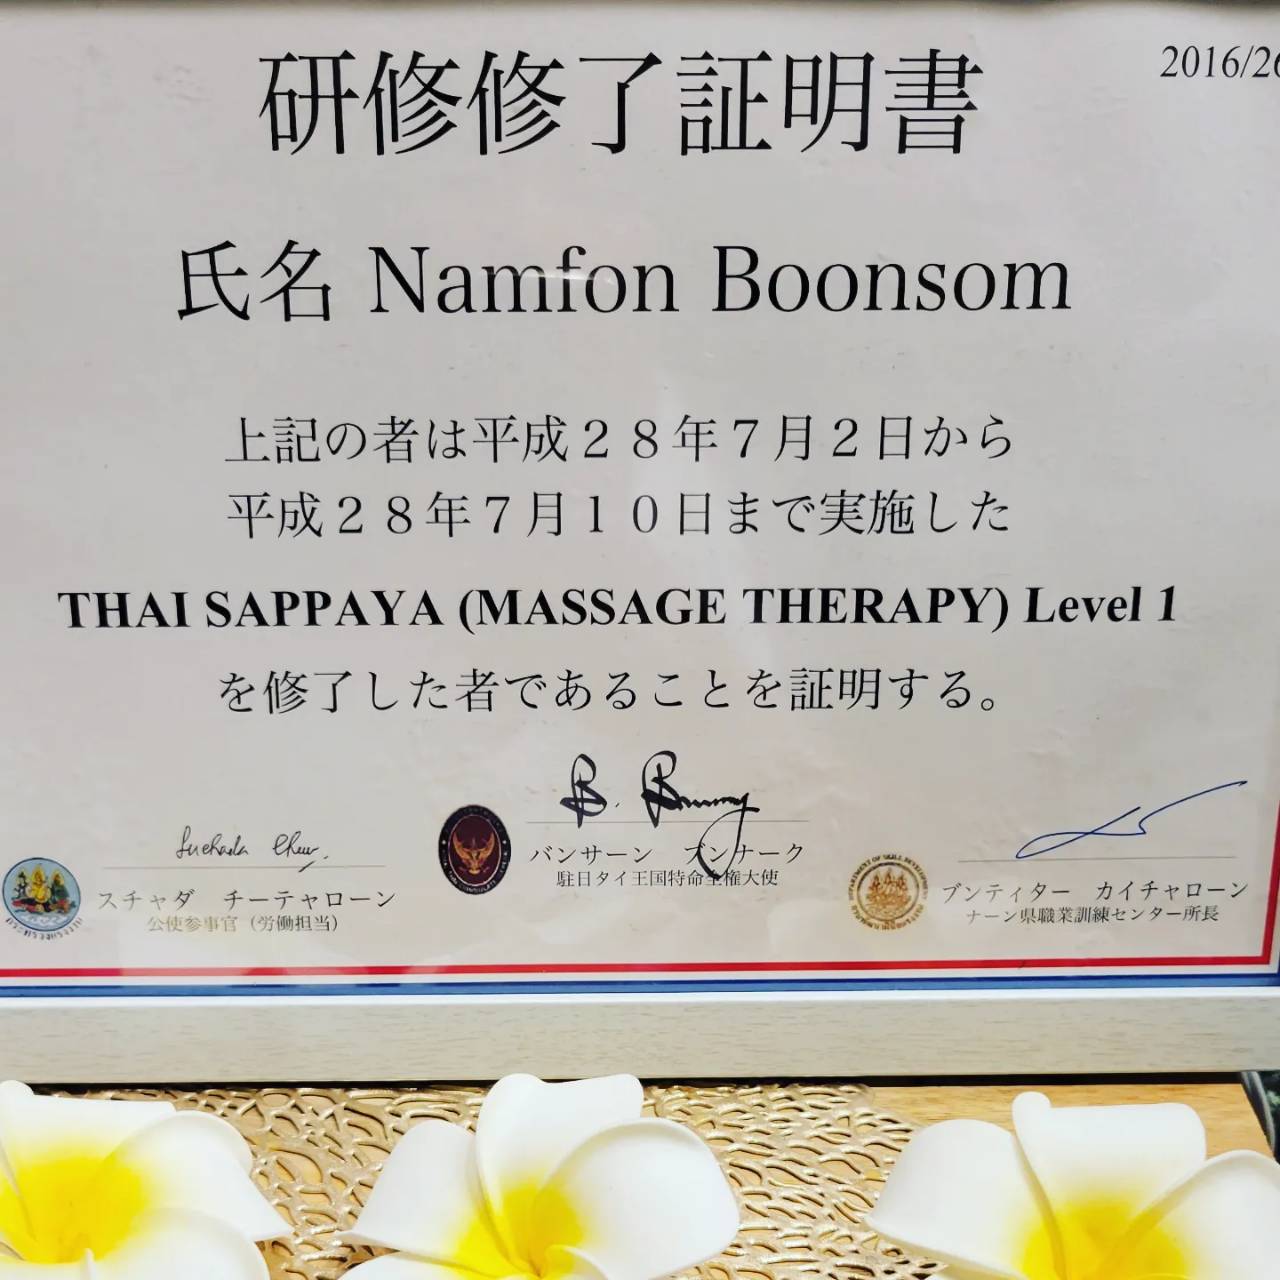 2016/26
研修修了証明書
氏名 Namfon Boonsom
上記の者は平成２８年７月２日から
平成２８年７月１０日まで実施した
THAI SAPPAYA (MASSAGE THERAPY) Level 1
を修了した者であることを証明する。
スチャダ　チーテャローン
公使参事官（労働担当）
バンサーン　ブンナーク
駐日タイ王国特命全権大使
ブンティター　カイチャローン
ナーン県職業訓練センター所長